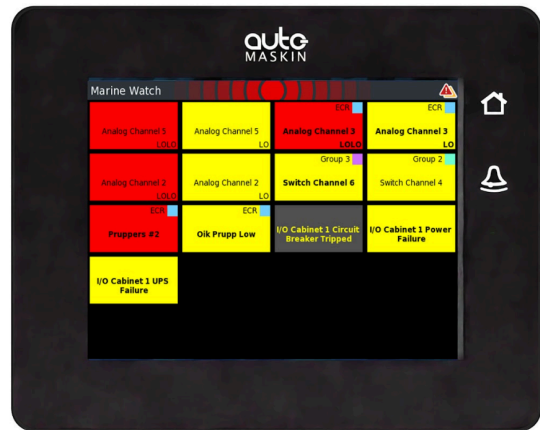 auto
MASKIN
Marine Watch
Analog Channel 5
LOLO
Analog Channel 5
LO
ECR
Analog Channel 3
LOLO
ECR
Analog Channel 3
LO
Analog Channel 2
LOLO
Analog Channel 2
LO
Group 3
Switch Channel 6
Group 2
Switch Channel 4
ECR
Pruppers #2
ECR
Oik Prupp Low
I/O Cabinet 1 Circuit
Breaker Tripped
I/O Cabinet 1 Power
Failure
I/O Cabinet 1 UPS
Failure